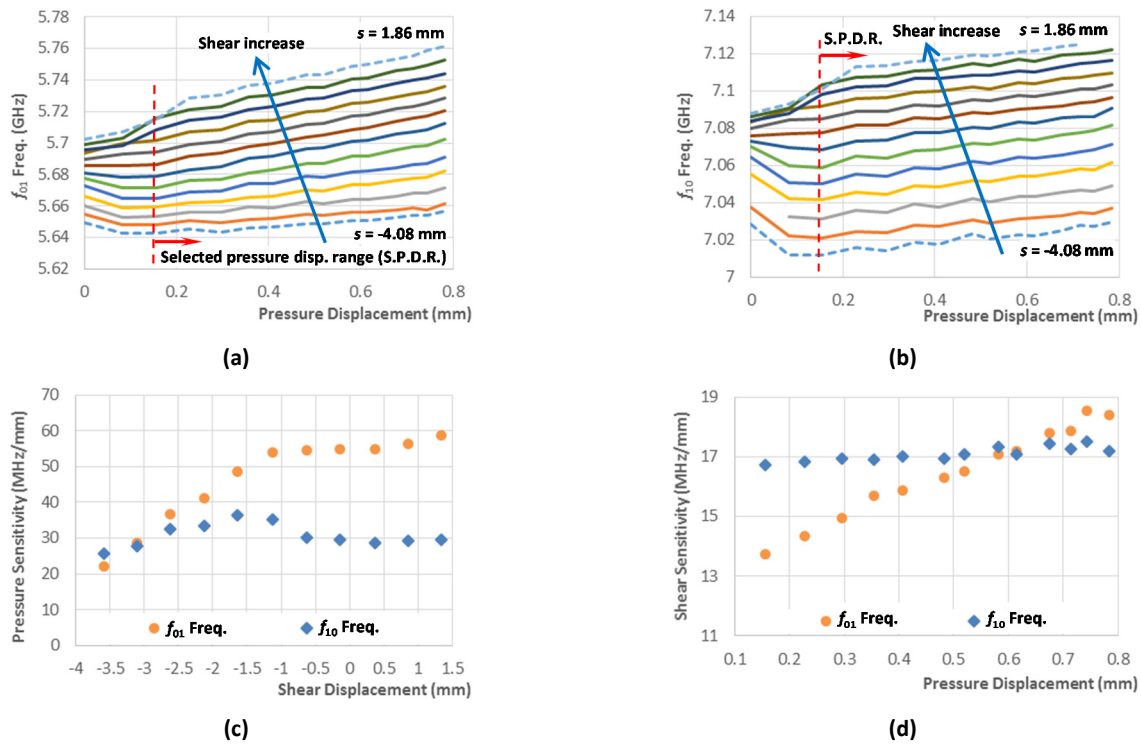 5.78
5.76
5.74
5.72
5.7
5.68
5.66
5.64
5.62
f01 Freq. (GHz)
(a)
s = 1.86 mm
Shear increase
s = -4.08 mm
Selected pressure disp. range (S.P.D.R.)
0 0.2 0.4 0.6 0.8
Pressure Displacement (mm)
(b)
7.14
7.12
7.1
7.08
7.06
7.04
7.02
7
f10 Freq. (GHz)
S.P.D.R.
Shear increase
s = 1.86 mm
s = -4.08 mm
0 0.2 0.4 0.6 0.8
Pressure Displacement (mm)
(a)
(b)
70
60
50
40
30
20
10
0
Pressure Sensitivity (MHz/mm)
f01 Freq.
f10 Freq.
-4 -3.5 -3 -2.5 -2 -1.5 -1 -0.5 0 0.5 1 1.5
Shear Displacement (mm)
(c)
19
17
15
13
11
Shear Sensitivity (MHz/mm)
f01 Freq.
f10 Freq.
0.1 0.2 0.3 0.4 0.5 0.6 0.7 0.8
Pressure Displacement (mm)
(d)